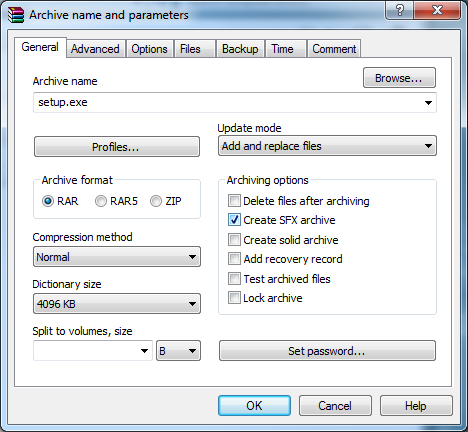 Archive name and parameters
General Advanced Options Files Backup Time Comment
Archive name
Browse...
setup.exe
Update mode
Profiles...
Add and replace files
Archive format
RAR RAR5 ZIP
Archiving options
Delete files after archiving
Create SFX archive
Create solid archive
Add recovery record
Test archived files
Lock archive
Compression method
Normal
Dictionary size
4096 KB
Split to volumes, size
B
Set password...
OK Cancel Help